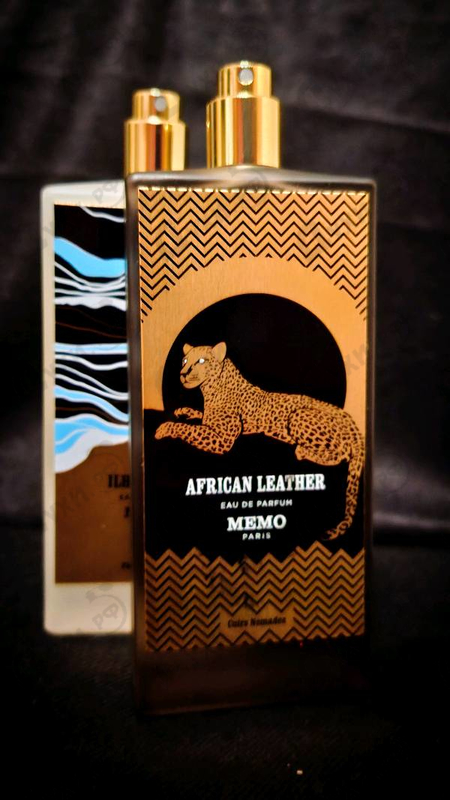 AFRICAN LEATHER
EAU DE PARFUM
MEMO
PARIS
Cuirs Nomades